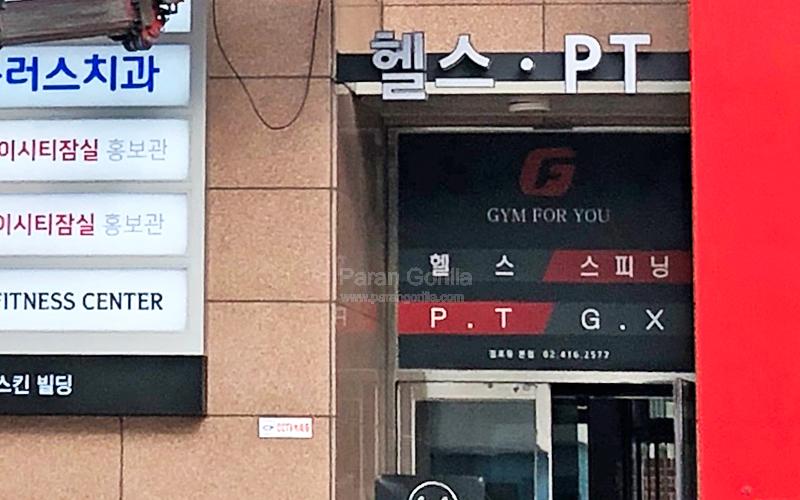 러스치과
이시티잠실 홍보관
이시티잠실 홍보관
FITNESS CENTER
스킨 빌딩
헬스·PT
GYM FOR YOU
헬스 스피닝
P.T G.X
02.416.2577
Paran Gorilla
www.parangorilla.com